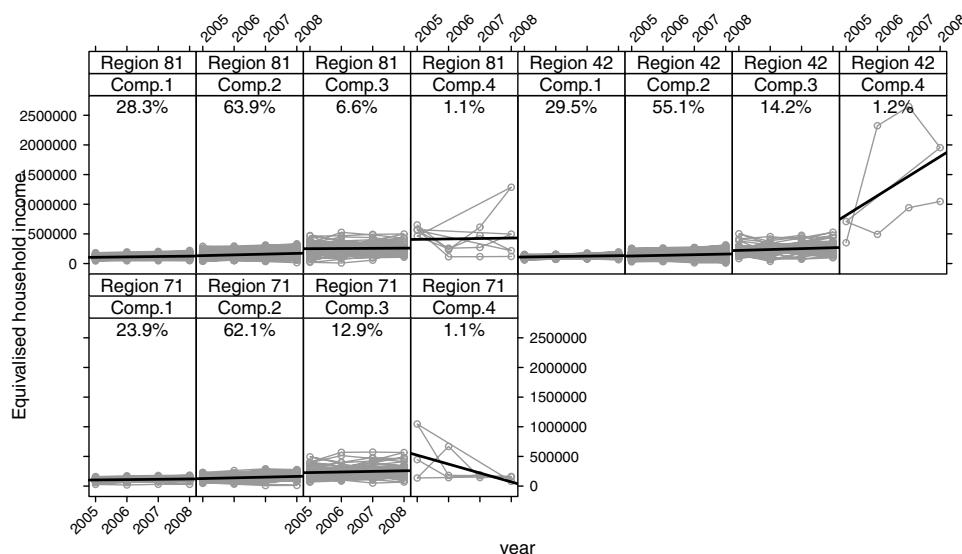 2005 2006 2007 2008 2005 2006 2007 2008 2005 2006 2007 2008
Region 81 Region 81 Region 81 Region 81 Region 42 Region 42 Region 42 Region 42
Comp.1 Comp.2 Comp.3 Comp.4 Comp.1 Comp.2 Comp.3 Comp.4
28.3% 63.9% 6.6% 1.1% 29.5% 55.1% 14.2% 1.2%
2500000
2000000
1500000
1000000
500000
0
Equivalised household income
Region 71 Region 71 Region 71 Region 71
Comp.1 Comp.2 Comp.3 Comp.4
23.9% 62.1% 12.9% 1.1%
2500000
2000000
1500000
1000000
500000
0
2005 2006 2007 2008 2005 2006 2007 2008
year